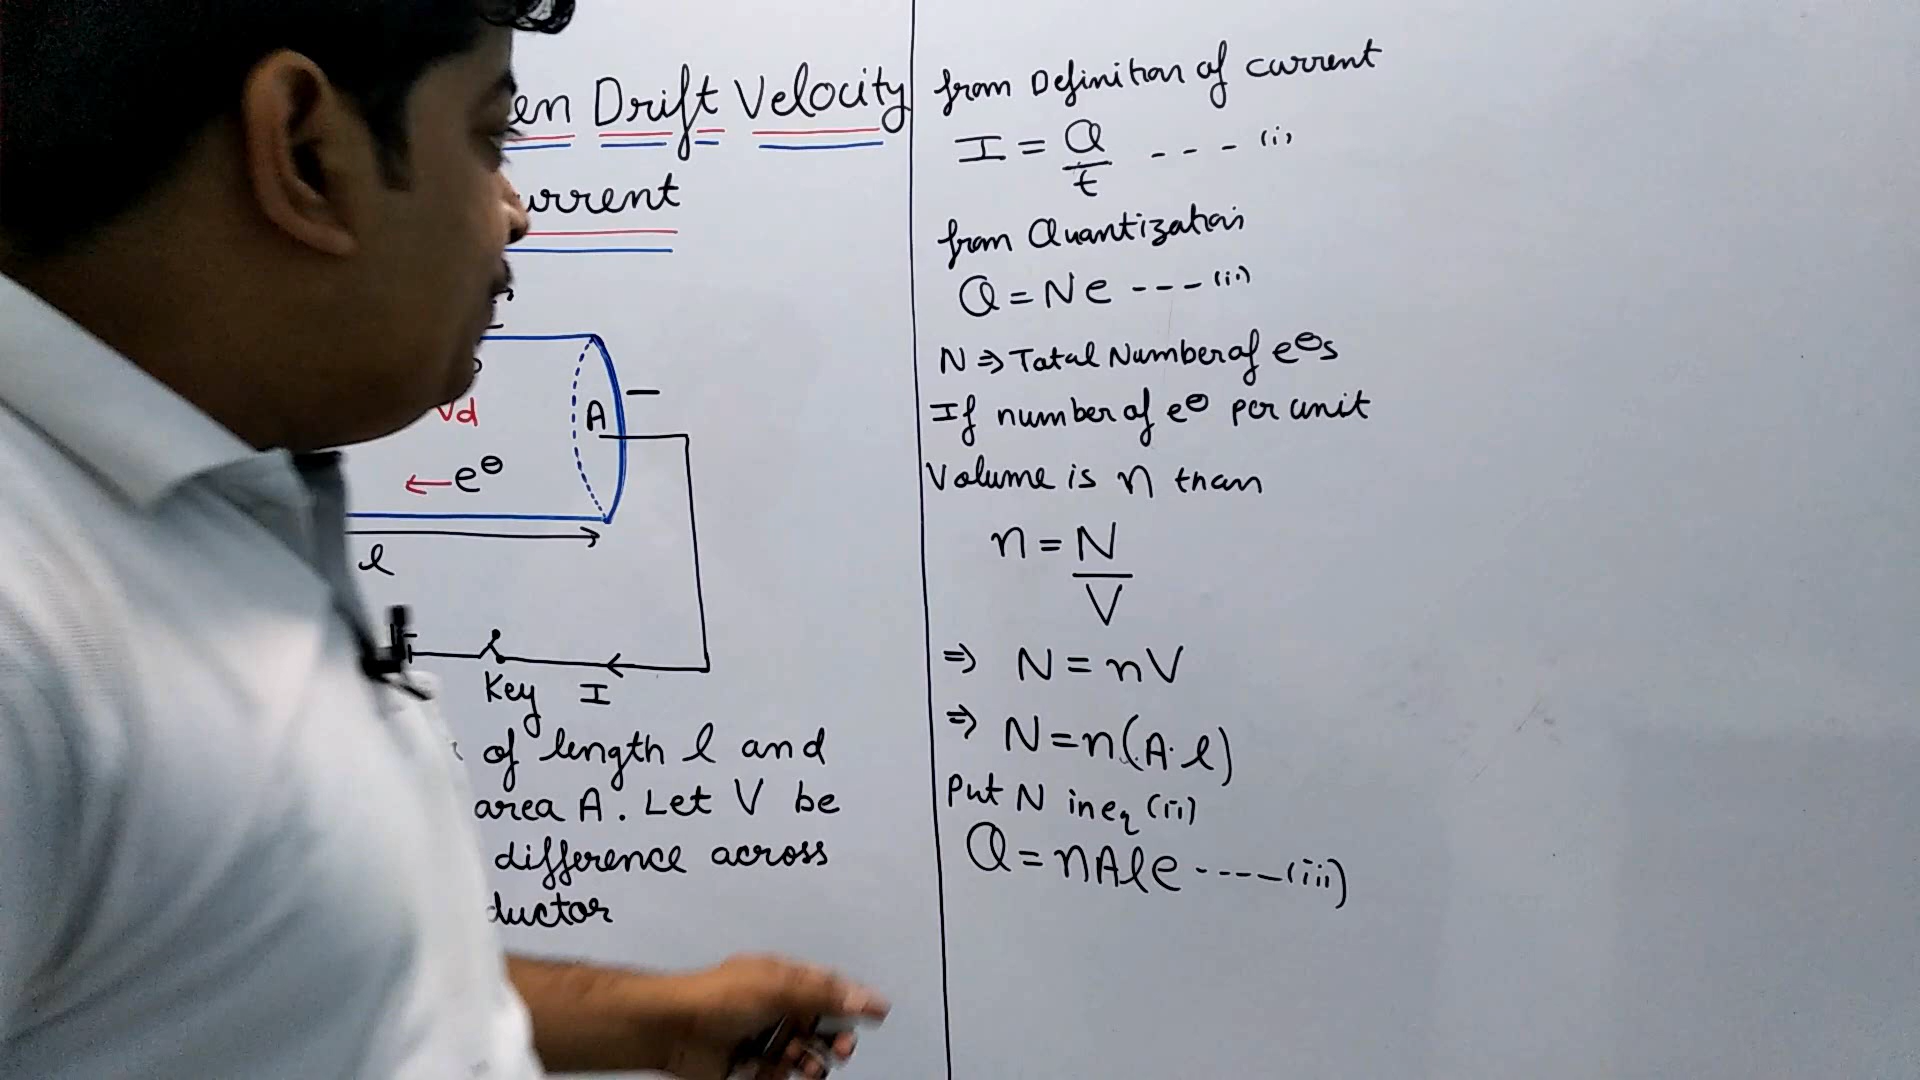 en Drift Velocity
urrent
Vd
A
−
← e⊖
l
Key I
of length l and
area A. Let V be
difference across
ductor
from Definition of current
I = Q/t ---- (i)
from Quantization
Q = Ne ---- (ii)
N ⇒ Total Number of e⊖s
If number of e⊖ per unit
Volume is n than
n = N/V
⇒ N = nV
⇒ N = n(A·l)
Put N in eq (ii)
Q = nAle ---- (iii)